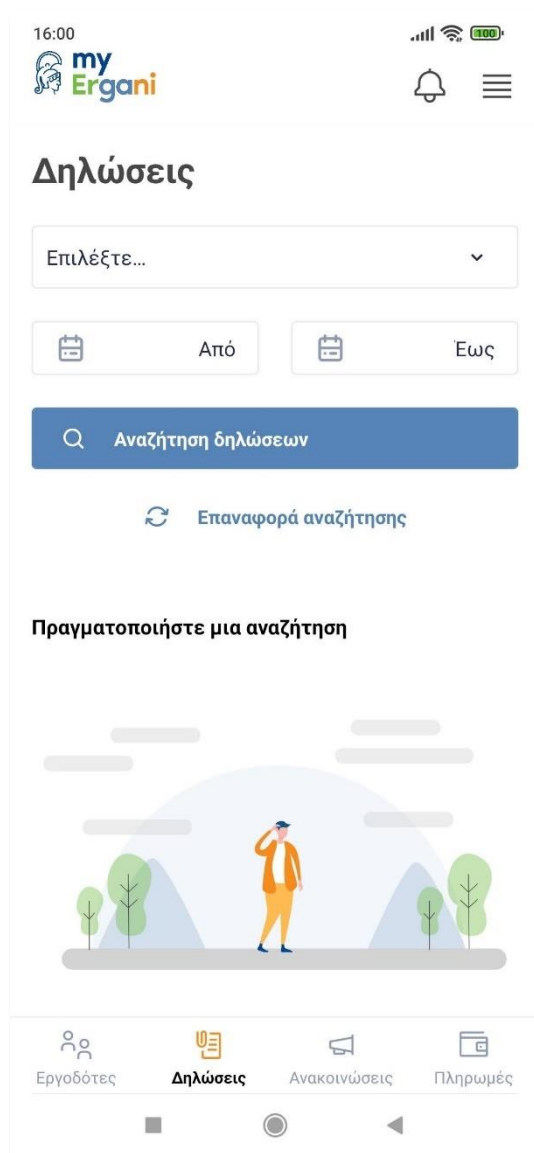 16:00
100
my
Ergani
Δηλώσεις
Επιλέξτε...
Από
Έως
Αναζήτηση δηλώσεων
Επαναφορά αναζήτησης
Πραγματοποιήστε μια αναζήτηση
Εργοδότες Δηλώσεις Ανακοινώσεις Πληρωμές